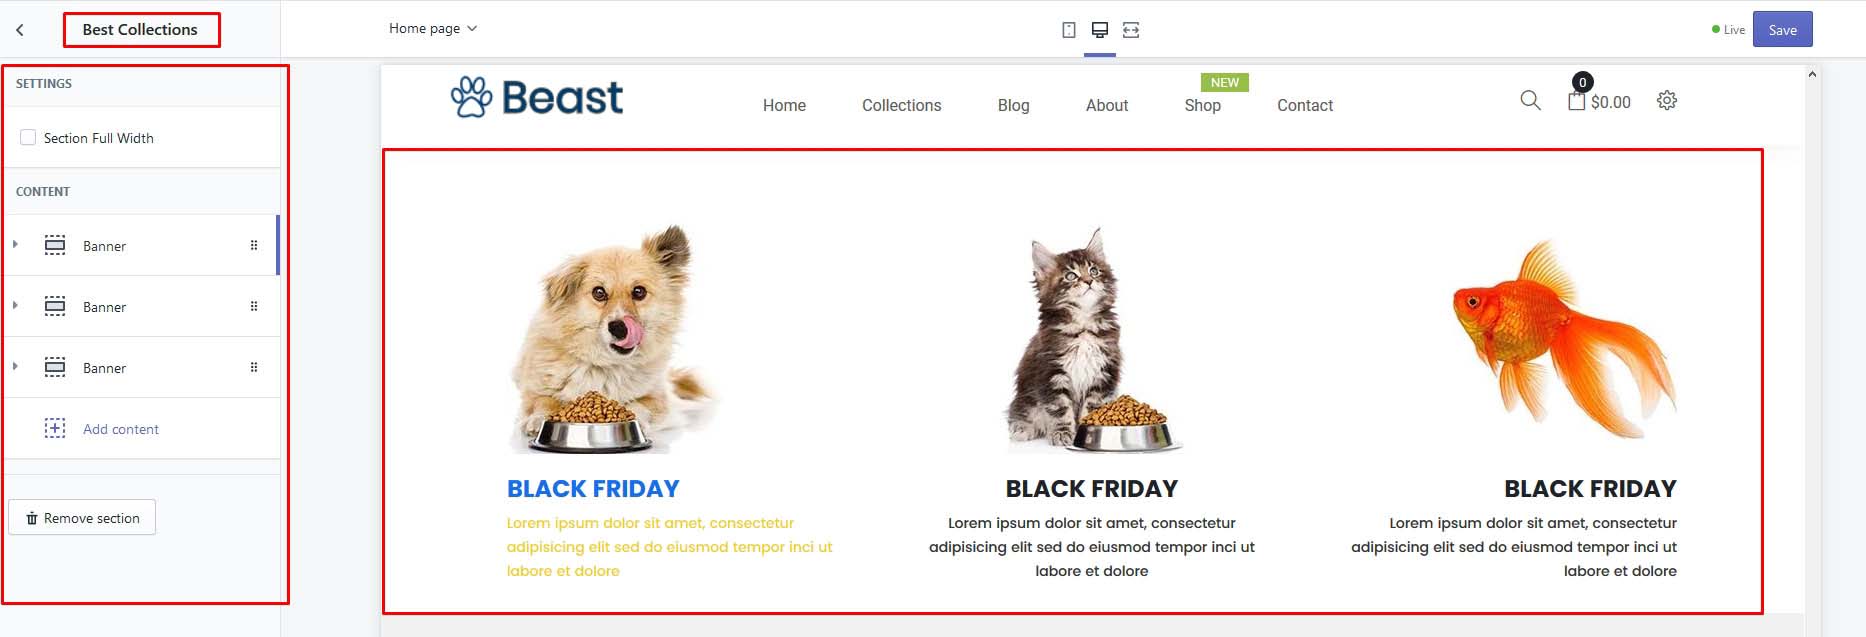 Best Collections
Home page
Live
Save
SETTINGS
Section Full Width
CONTENT
Banner
Banner
Banner
Add content
Remove section
Beast
NEW
Home
Collections
Blog
About
Shop
Contact
0
$0.00
BLACK FRIDAY
Lorem ipsum dolor sit amet, consectetur
adipisicing elit sed do eiusmod tempor inci ut
labore et dolore
BLACK FRIDAY
Lorem ipsum dolor sit amet, consectetur
adipisicing elit sed do eiusmod tempor inci ut
labore et dolore
BLACK FRIDAY
Lorem ipsum dolor sit amet, consectetur
adipisicing elit sed do eiusmod tempor inci ut
labore et dolore